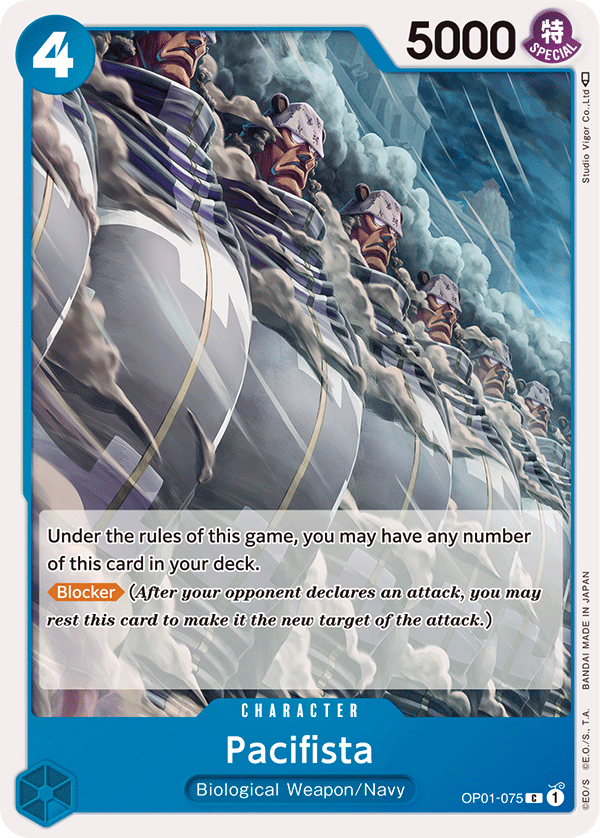 4
5000
特
SPECIAL
Studio Vigor Co.,Ltd
Under the rules of this game, you may have any number
of this card in your deck.
Blocker (After your opponent declares an attack, you may
rest this card to make it the new target of the attack.)
CHARACTER
Pacifista
Biological Weapon/Navy
OP01-075 C 1
©EO/S ©E.O./S., T.A. BANDAI MADE IN JAPAN